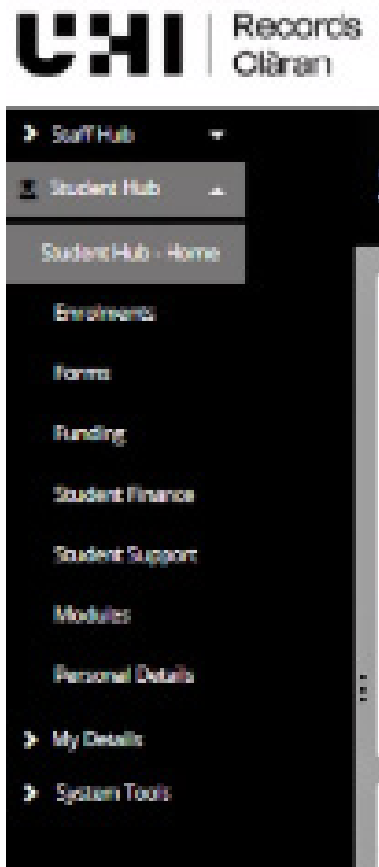 UHI
Records
Clàran
Staff Hub
Student Hub
Student Hub - Home
Enrolments
Forms
Funding
Student Finance
Student Support
Modules
Personal Details
My Details
System Tools